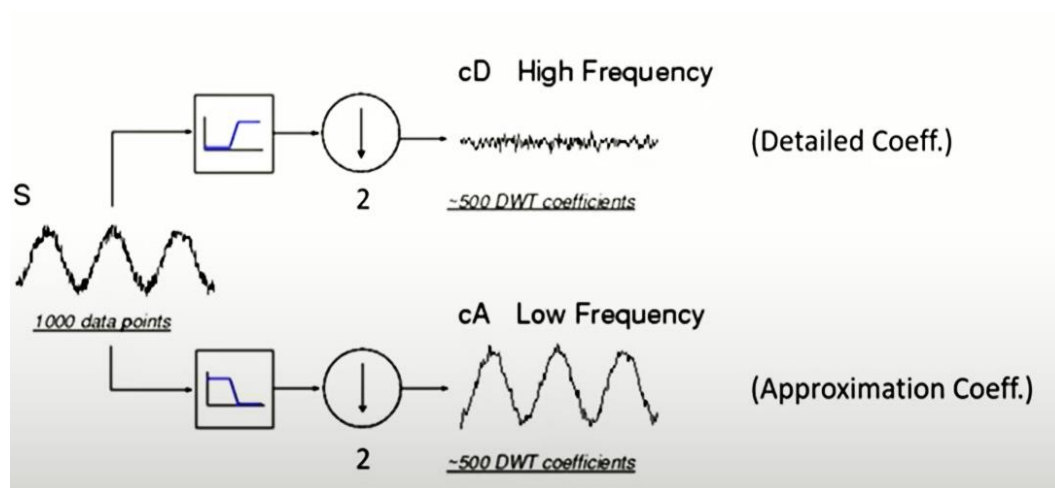 cD High Frequency
(Detailed Coeff.)
2
~500 DWT coefficients
S
1000 data points
cA Low Frequency
(Approximation Coeff.)
2
~500 DWT coefficients